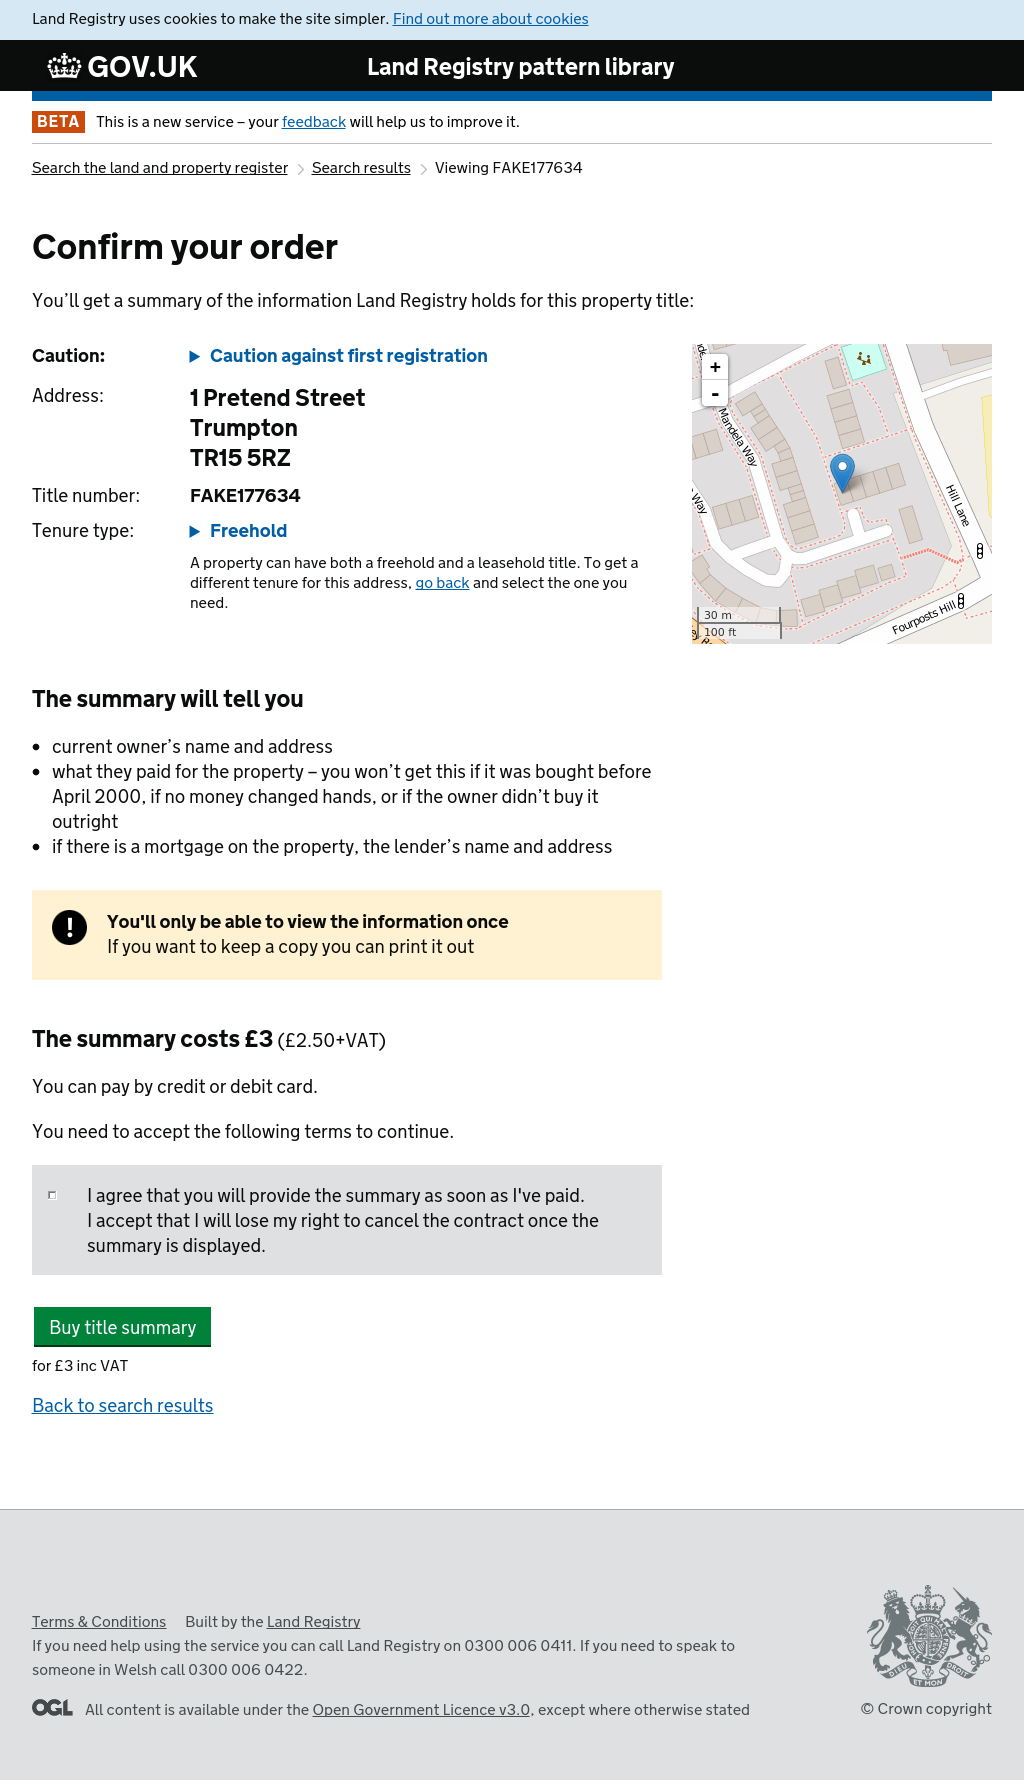 Land Registry uses cookies to make the site simpler. Find out more about cookies
GOV.UK
Land Registry pattern library
BETA This is a new service – your feedback will help us to improve it.
Search the land and property register
Search results
Viewing FAKE177634
Confirm your order
You’ll get a summary of the information Land Registry holds for this property title:
Caution:
Caution against first registration
Address:
1 Pretend Street
Trumpton
TR15 5RZ
Title number:
FAKE177634
Tenure type:
Freehold
A property can have both a freehold and a leasehold title. To get a
different tenure for this address, go back and select the one you
need.
+
-
Mandela Way
Way
Hill Lane
Fourposts Hill
30 m
100 ft
The summary will tell you
• current owner’s name and address
• what they paid for the property – you won’t get this if it was bought before
April 2000, if no money changed hands, or if the owner didn’t buy it
outright
• if there is a mortgage on the property, the lender’s name and address
! You'll only be able to view the information once
If you want to keep a copy you can print it out
The summary costs £3 (£2.50+VAT)
You can pay by credit or debit card.
You need to accept the following terms to continue.
I agree that you will provide the summary as soon as I've paid.
I accept that I will lose my right to cancel the contract once the
summary is displayed.
Buy title summary
for £3 inc VAT
Back to search results
Terms & Conditions
Built by the Land Registry
If you need help using the service you can call Land Registry on 0300 006 0411. If you need to speak to
someone in Welsh call 0300 006 0422.
OGL All content is available under the Open Government Licence v3.0, except where otherwise stated
DIEU ET MON DROIT
© Crown copyright